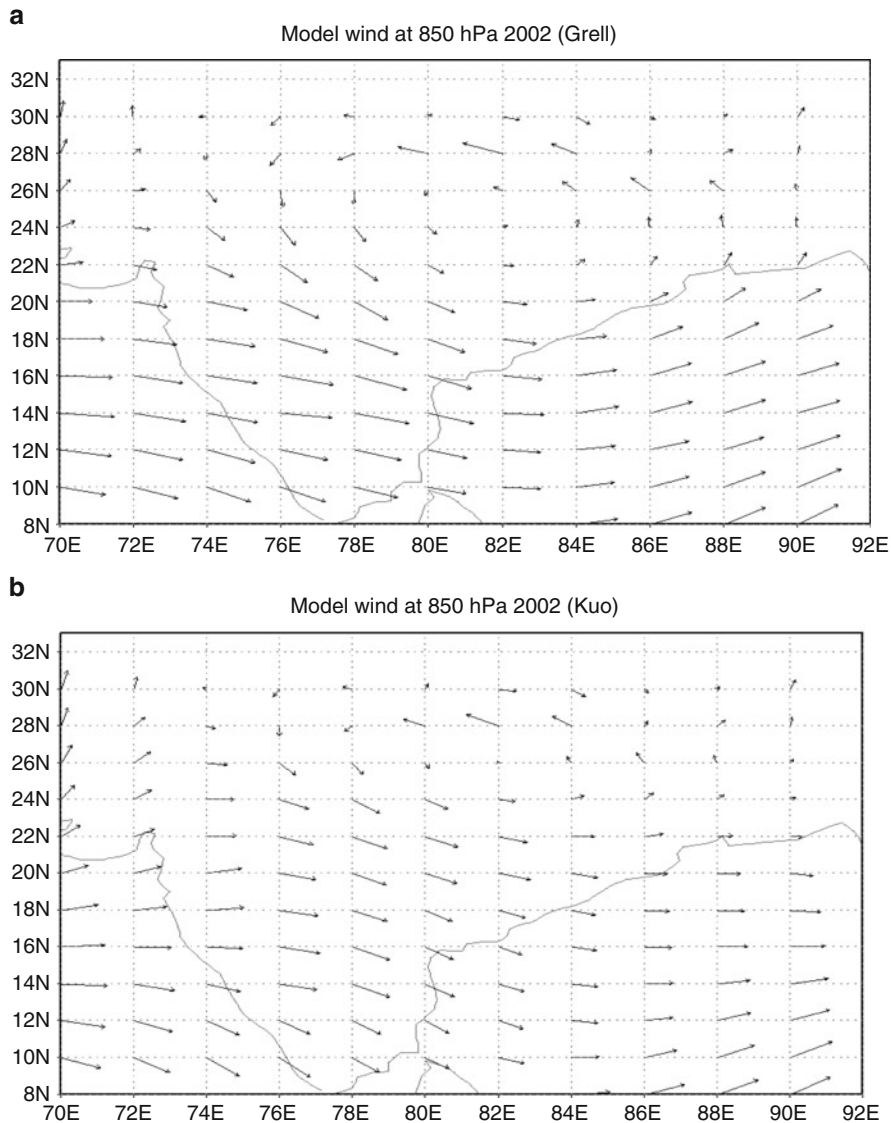 a
Model wind at 850 hPa 2002 (Grell)
32N
30N
28N
26N
24N
22N
20N
18N
16N
14N
12N
10N
8N
70E 72E 74E 76E 78E 80E 82E 84E 86E 88E 90E 92E
b
Model wind at 850 hPa 2002 (Kuo)
32N
30N
28N
26N
24N
22N
20N
18N
16N
14N
12N
10N
8N
70E 72E 74E 76E 78E 80E 82E 84E 86E 88E 90E 92E